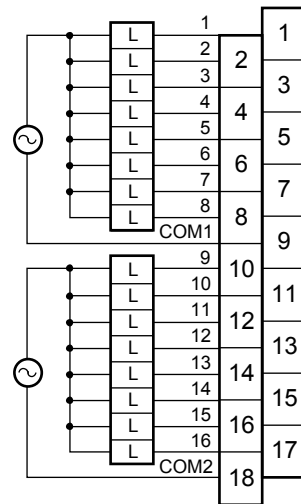 L 1 1
L 2 2
L 3 3
L 4 4
L 5 5
L 6 6
L 7 7
L 8 8
COM1 9
L 9 10
L 10 11
L 11 12
L 12 13
L 13 14
L 14 15
L 15 16
L 16 17
COM2 18